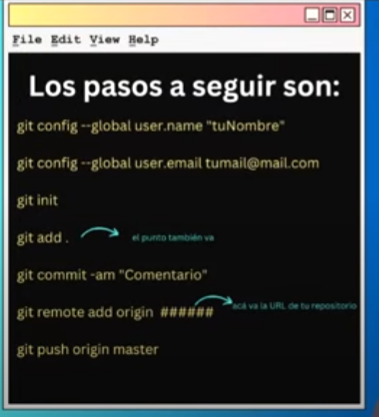 File Edit View Help
Los pasos a seguir son:
git config --global user.name "tuNombre"
git config --global user.email tumail@mail.com
git init
git add .
el punto también va
git commit -am "Comentario"
git remote add origin ######
acá va la URL de tu repositorio
git push origin master